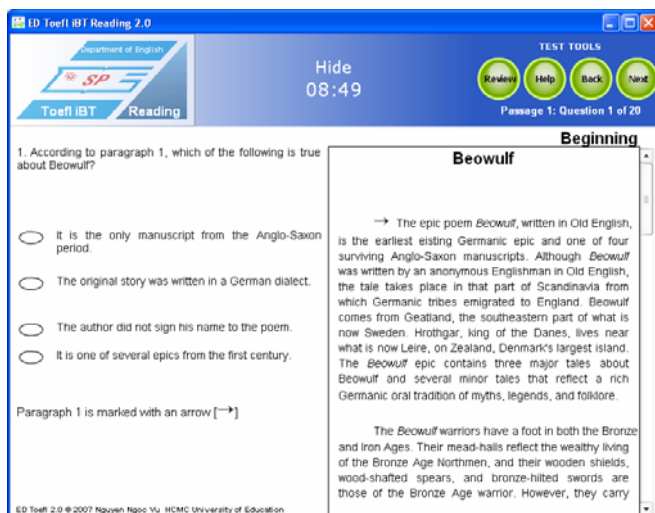 ED Toefl iBT Reading 2.0
Department of English
SP
Toefl iBT Reading
Hide
08:49
TEST TOOLS
Review Help Back Next
Passage 1: Question 1 of 20
Beginning
1. According to paragraph 1, which of the following is true
about Beowulf?
It is the only manuscript from the Anglo-Saxon
period.
The original story was written in a German dialect.
The author did not sign his name to the poem.
It is one of several epics from the first century.
Paragraph 1 is marked with an arrow [→]
ED Toefl 2.0 © 2007 Nguyen Ngoc Vu HCMC University of Education
Beowulf
→ The epic poem Beowulf, written in Old English,
is the earliest eisting Germanic epic and one of four
surviving Anglo-Saxon manuscripts. Although Beowulf
was written by an anonymous Englishman in Old English,
the tale takes place in that part of Scandinavia from
which Germanic tribes emigrated to England. Beowulf
comes from Geatland, the southeastern part of what is
now Sweden. Hrothgar, king of the Danes, lives near
what is now Leire, on Zealand, Denmark's largest island.
The Beowulf epic contains three major tales about
Beowulf and several minor tales that reflect a rich
Germanic oral tradition of myths, legends, and folklore.
The Beowulf warriors have a foot in both the Bronze
and Iron Ages. Their mead-halls reflect the wealthy living
of the Bronze Age Northmen, and their wooden shields,
wood-shafted spears, and bronze-hilted swords are
those of the Bronze Age warrior. However, they carry